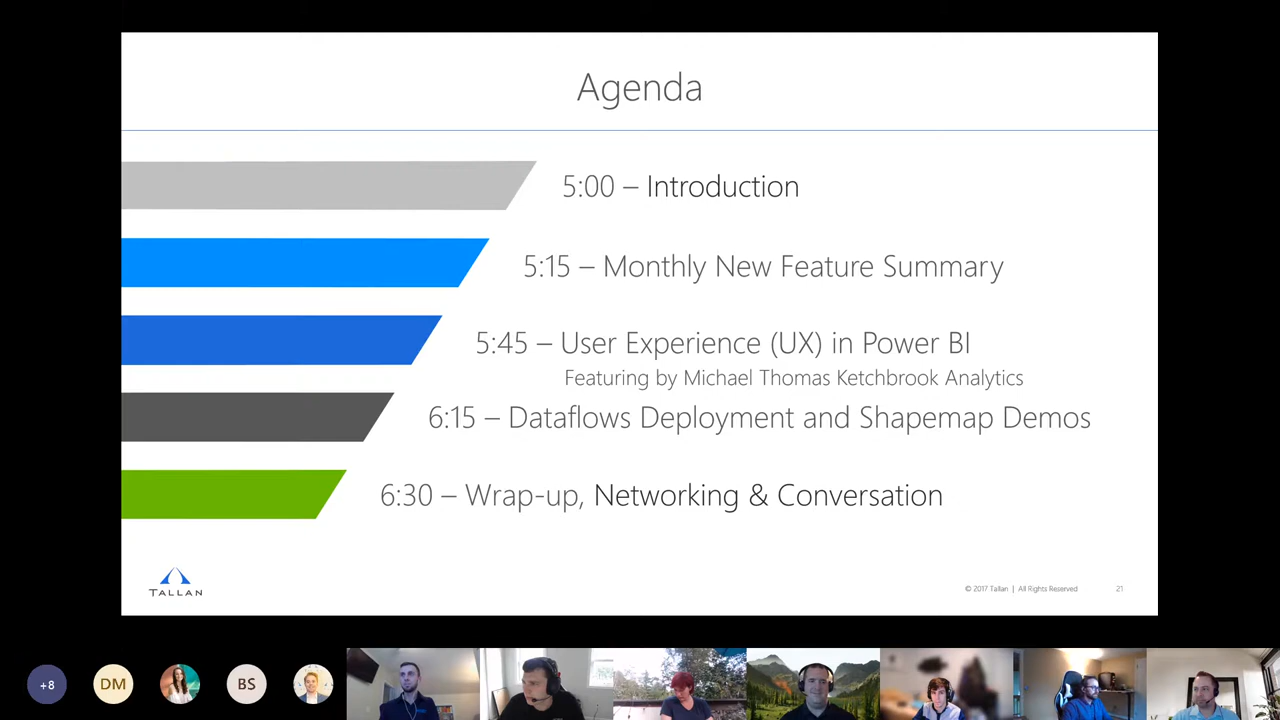 Agenda
5:00 – Introduction
5:15 – Monthly New Feature Summary
5:45 – User Experience (UX) in Power BI
Featuring by Michael Thomas Ketchbrook Analytics
6:15 – Dataflows Deployment and Shapemap Demos
6:30 – Wrap-up, Networking & Conversation
TALLAN
© 2017 Tallan | All Rights Reserved 21
+8 DM BS